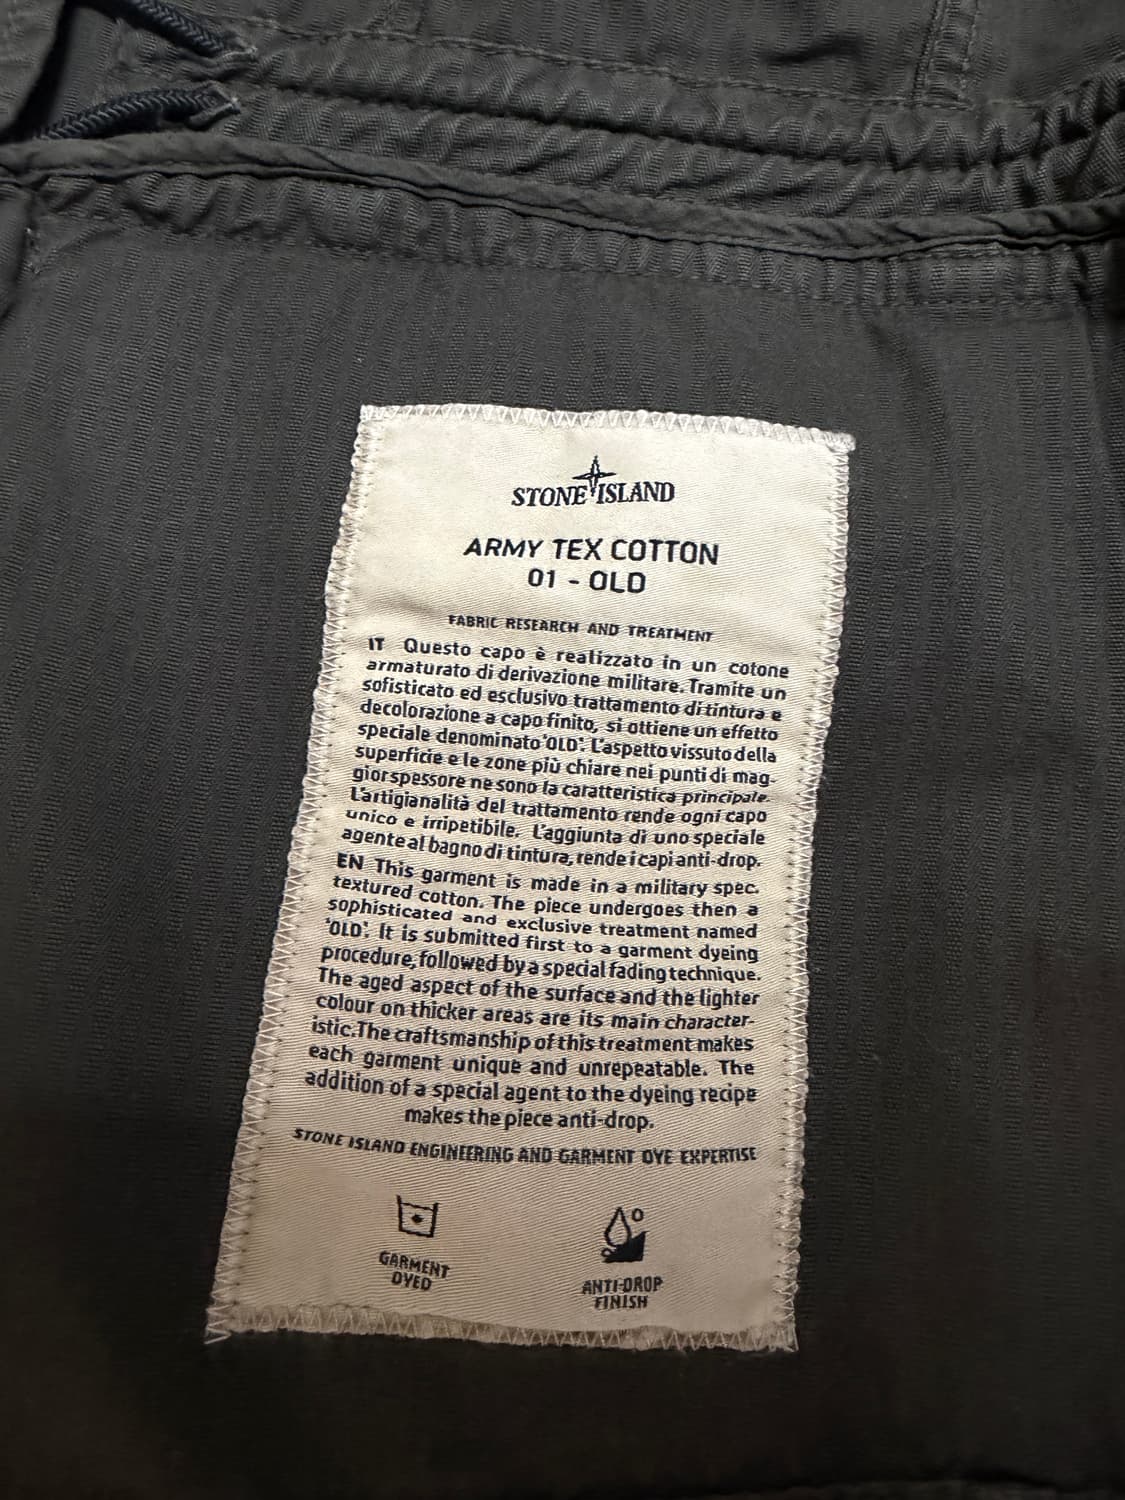 STONE ISLAND
ARMY TEX COTTON
01 - OLD
FABRIC RESEARCH AND TREATMENT
IT Questo capo è realizzato in un cotone
armaturato di derivazione militare. Tramite un
sofisticato ed esclusivo trattamento di tintura e
decolorazione a capo finito, si ottiene un effetto
speciale denominato 'OLD'. L'aspetto vissuto della
superficie e le zone più chiare nei punti di mag-
gior spessore ne sono la caratteristica principale.
L'artigianalità del trattamento rende ogni capo
unico e irripetibile. L'aggiunta di uno speciale
agente al bagno di tintura, rende i capi anti-drop.
EN This garment is made in a military spec.
textured cotton. The piece undergoes then a
sophisticated and exclusive treatment named
'OLD'. It is submitted first to a garment dyeing
procedure, followed by a special fading technique.
The aged aspect of the surface and the lighter
colour on thicker areas are its main character-
istic. The craftsmanship of this treatment makes
each garment unique and unrepeatable. The
addition of a special agent to the dyeing recipe
makes the piece anti-drop.
STONE ISLAND ENGINEERING AND GARMENT DYE EXPERTISE
GARMENT
DYED
ANTI-DROP
FINISH